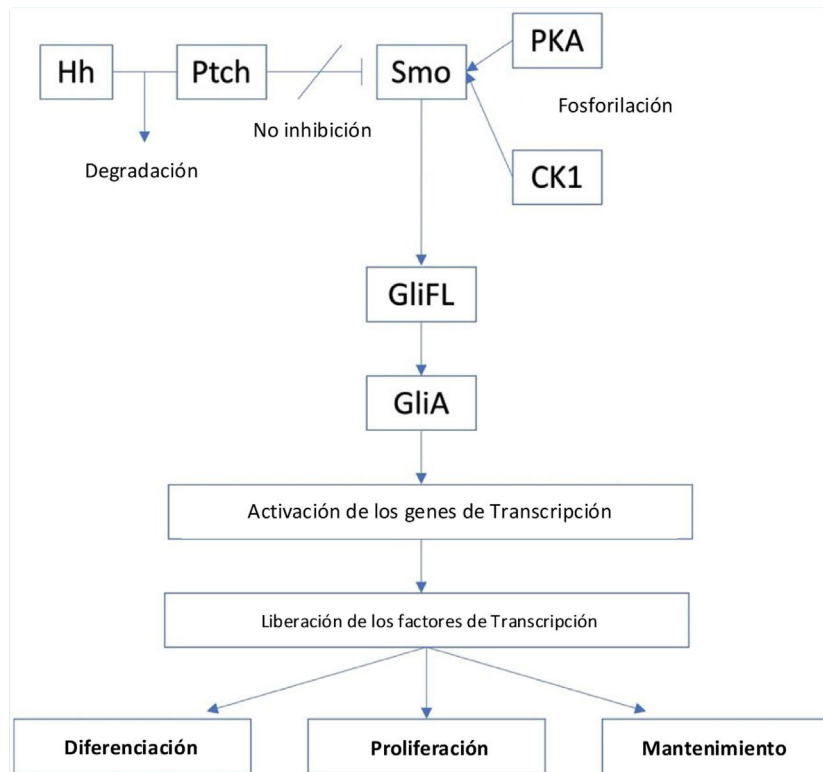 Hh
Ptch
Smo
PKA
Fosforilación
No inhibición
Degradación
CK1
GliFL
GliA
Activación de los genes de Transcripción
Liberación de los factores de Transcripción
Diferenciación
Proliferación
Mantenimiento